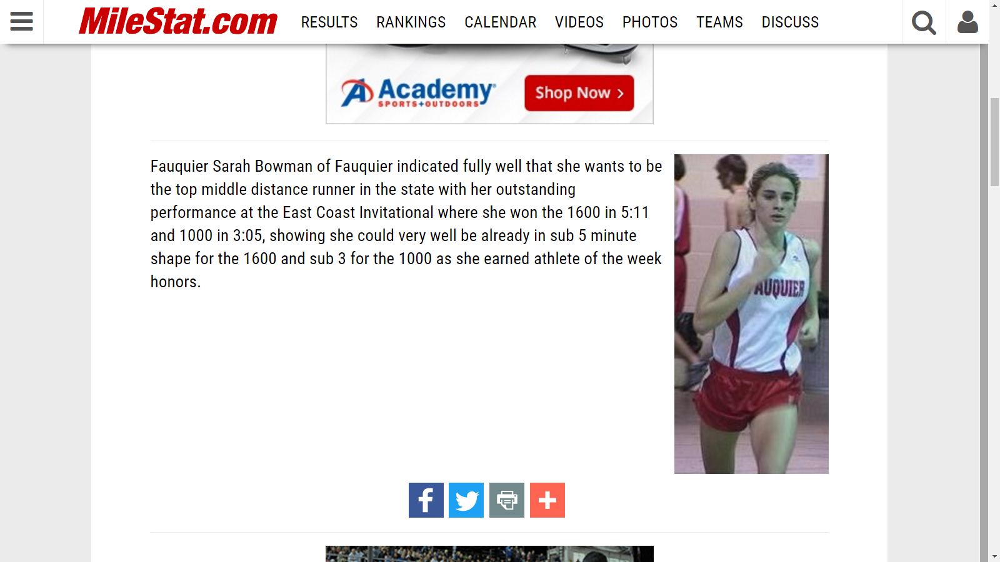 MileStat.com RESULTS RANKINGS CALENDAR VIDEOS PHOTOS TEAMS DISCUSS
Academy
SPORTS+OUTDOORS
Shop Now >
Fauquier Sarah Bowman of Fauquier indicated fully well that she wants to be
the top middle distance runner in the state with her outstanding
performance at the East Coast Invitational where she won the 1600 in 5:11
and 1000 in 3:05, showing she could very well be already in sub 5 minute
shape for the 1600 and sub 3 for the 1000 as she earned athlete of the week
honors.
AUQUIER